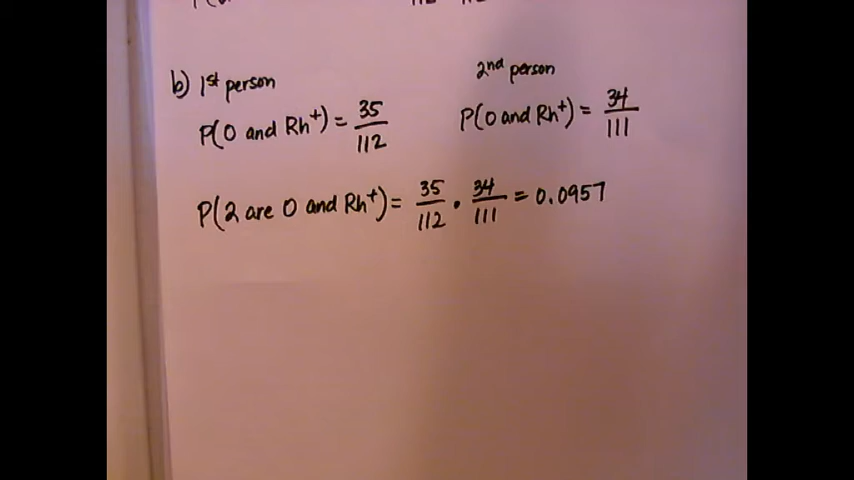 b) 1st person 2nd person
P(O and Rh+) = 35/112 P(O and Rh+) = 34/111
P(2 are O and Rh+) = 35/112 · 34/111 = 0.0957